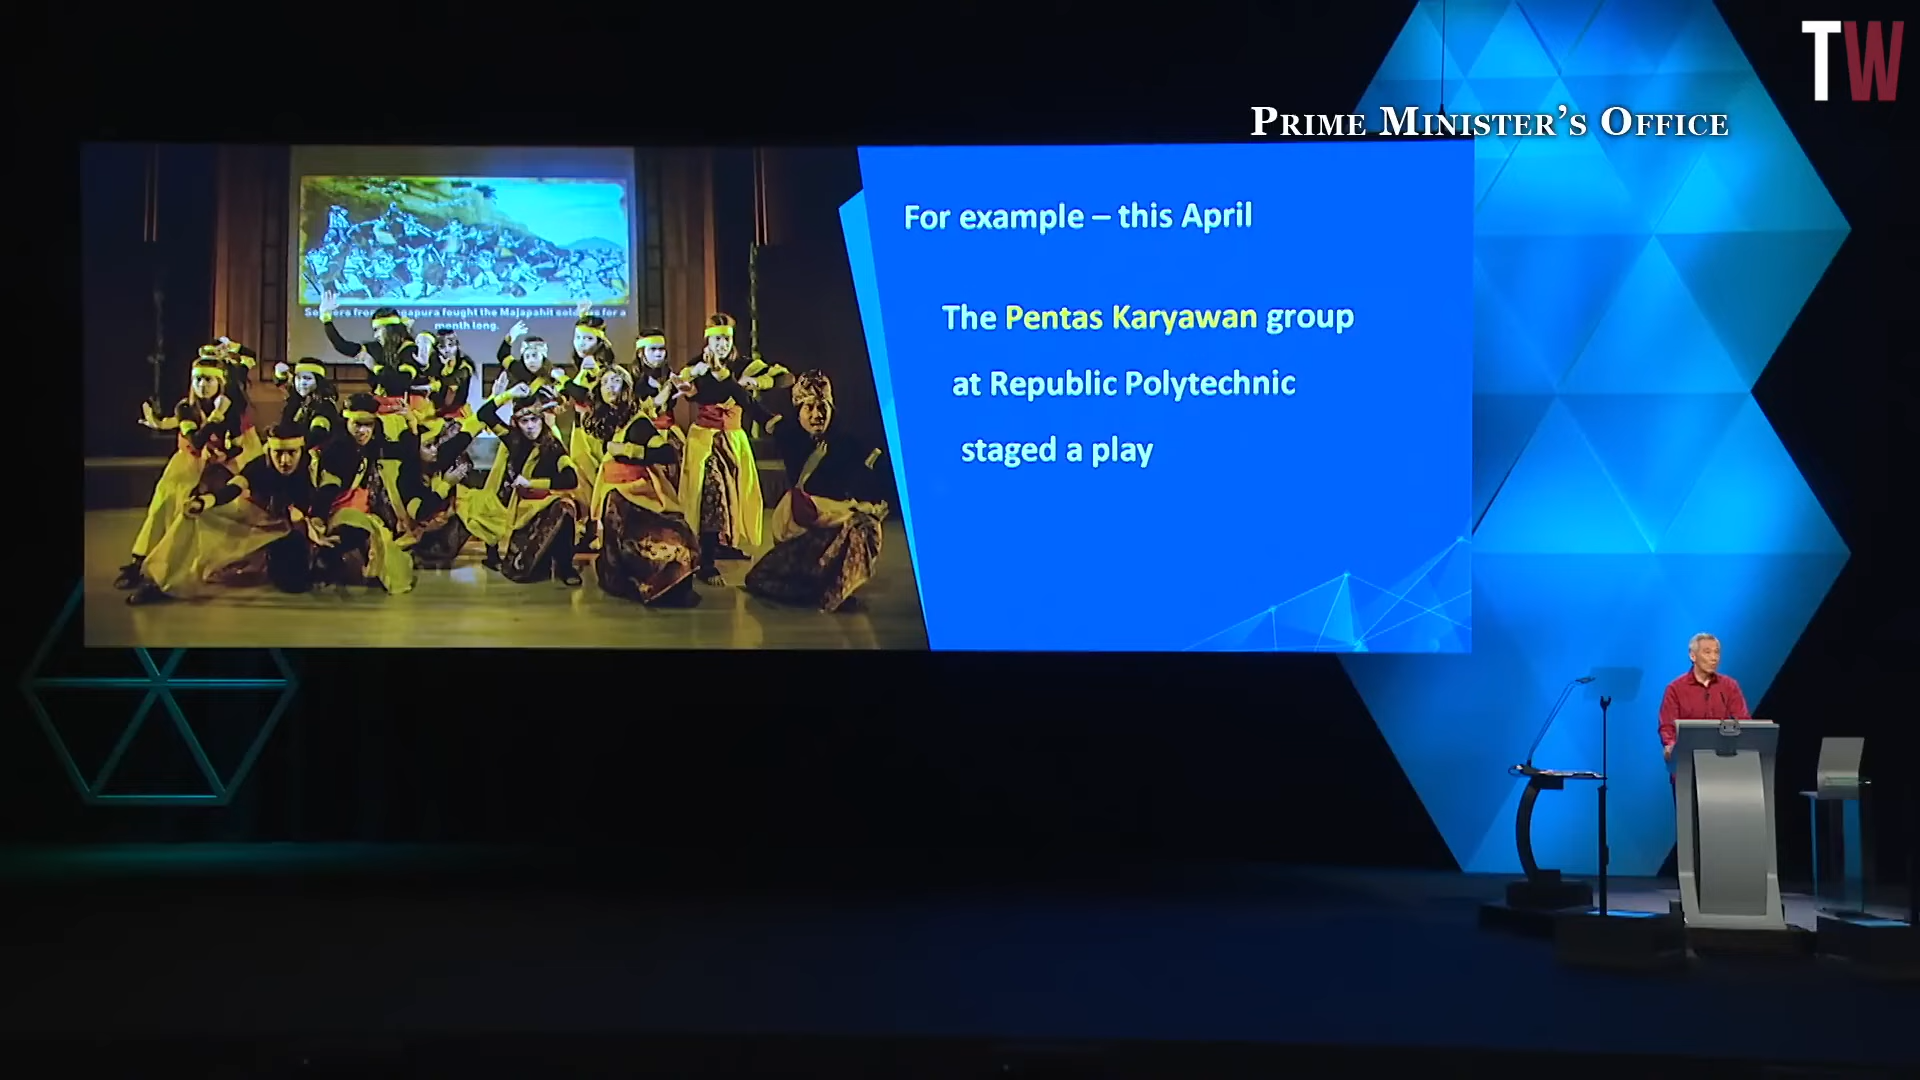 TW
PRIME MINISTER'S OFFICE
For example – this April
The Pentas Karyawan group
at Republic Polytechnic
staged a play
fought the Majapahit for a
month long.